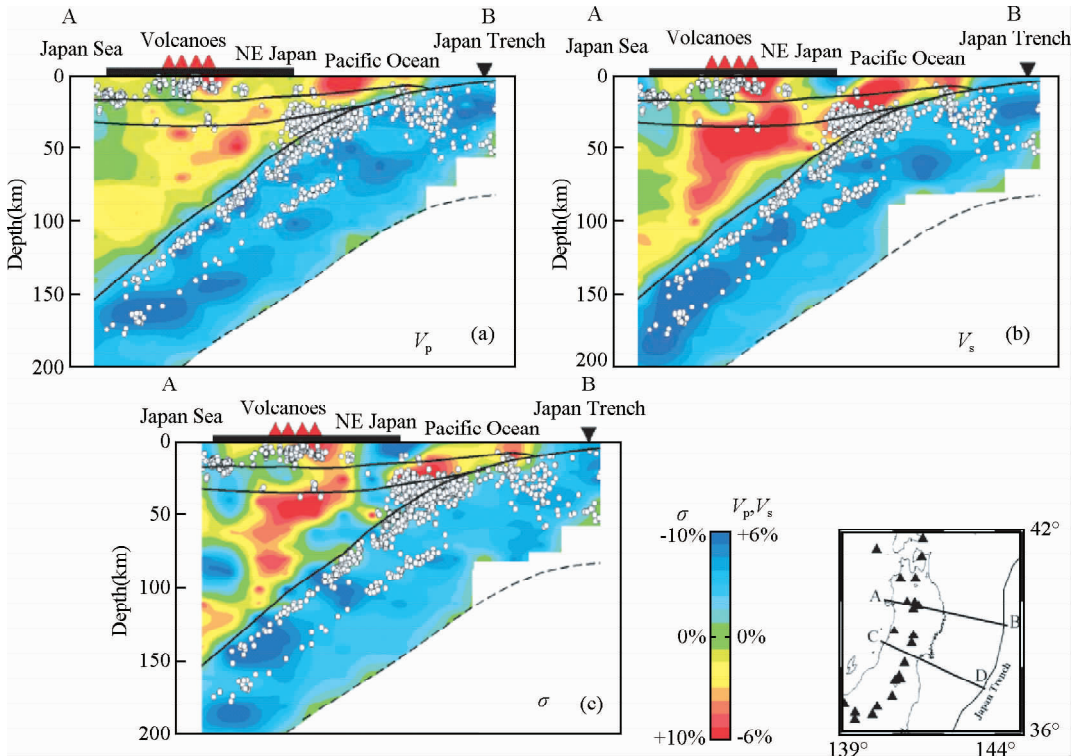 A B
Japan Sea Volcanoes NE Japan Pacific Ocean Japan Trench
0
50
100
150
200
Depth(km)
Vp
(a)
A B
Japan Sea Volcanoes NE Japan Pacific Ocean Japan Trench
0
50
100
150
200
Depth(km)
Vs
(b)
A B
Japan Sea Volcanoes NE Japan Pacific Ocean Japan Trench
0
50
100
150
200
Depth(km)
σ
(c)
σ Vp,Vs
-10% +6%
0% 0%
+10% -6%
42°
A
B
C
D
Japan Trench
36°
139° 144°